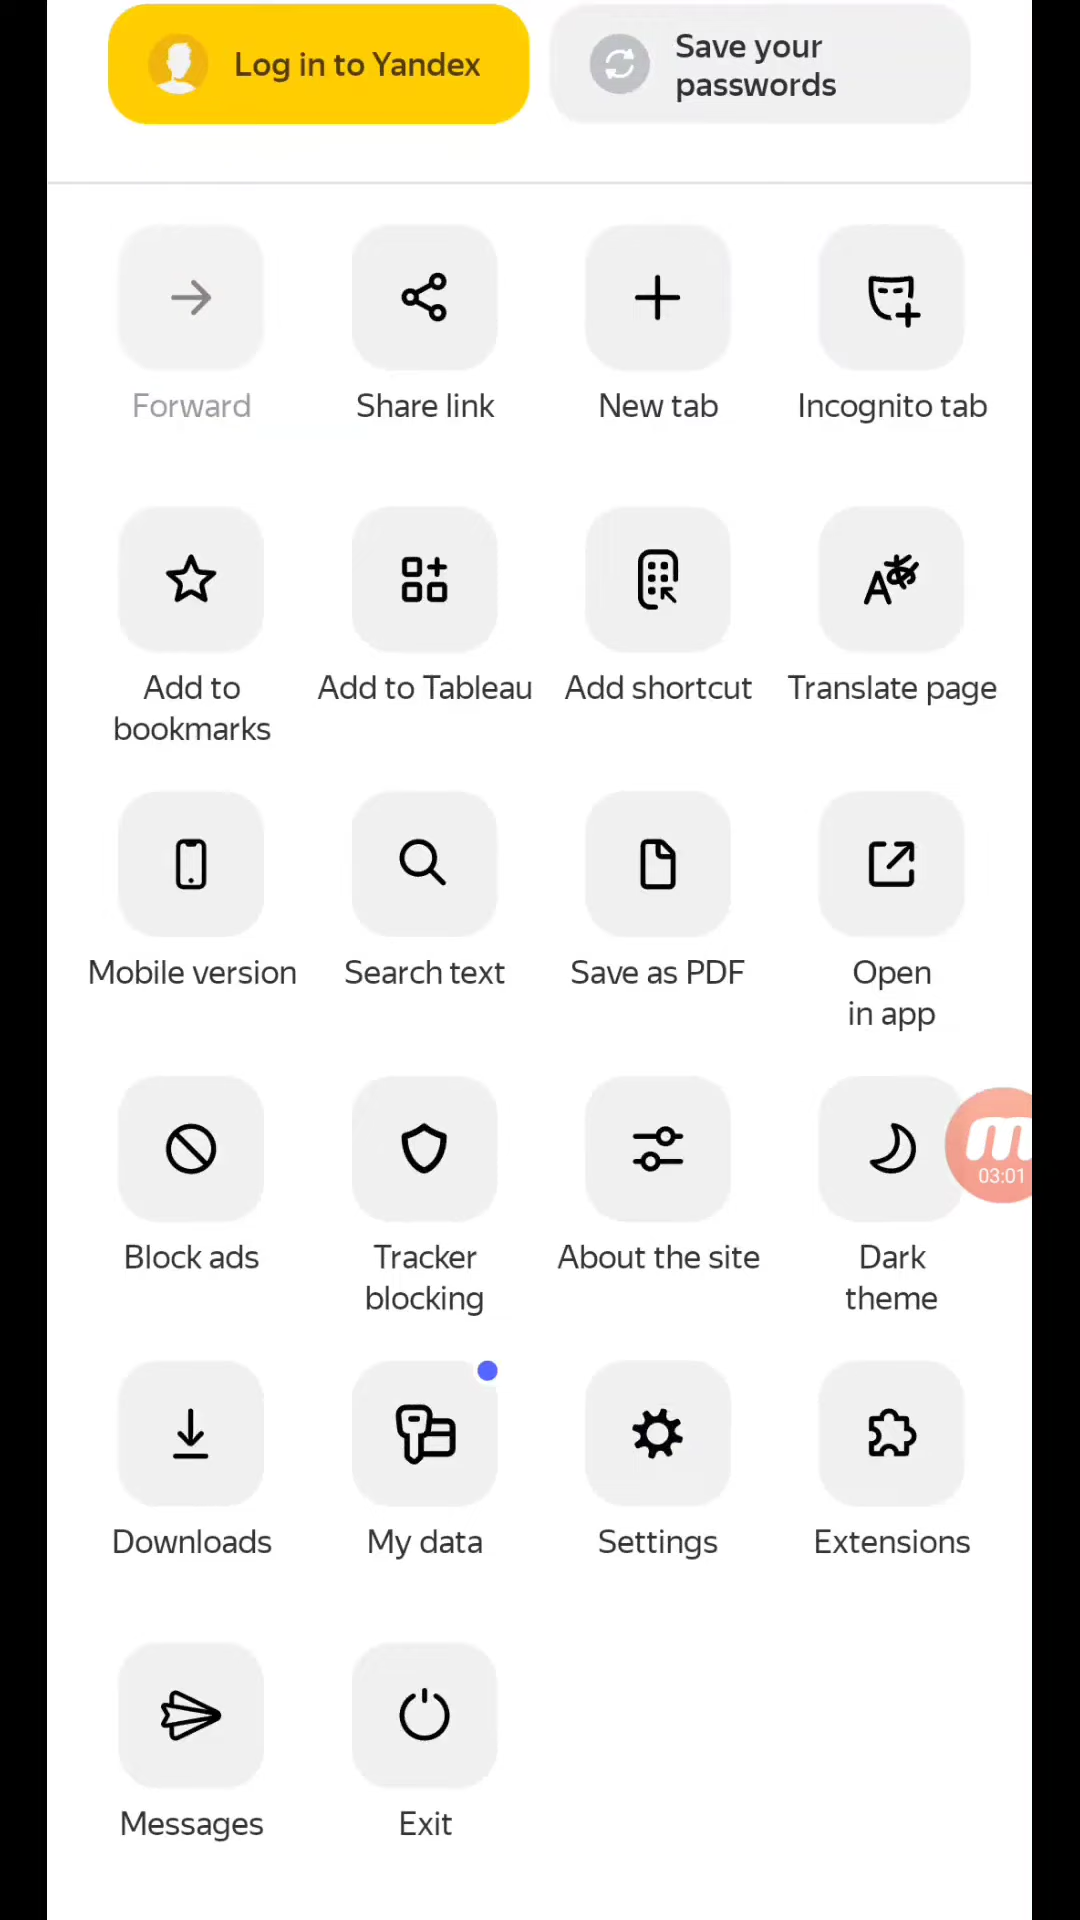 Log in to Yandex
Save your
passwords
Forward
Share link
New tab
Incognito tab
Add to
bookmarks
Add to Tableau
Add shortcut
Translate page
Mobile version
Search text
Save as PDF
Open
in app
Block ads
Tracker
blocking
About the site
Dark
theme
03:01
Downloads
My data
Settings
Extensions
Messages
Exit